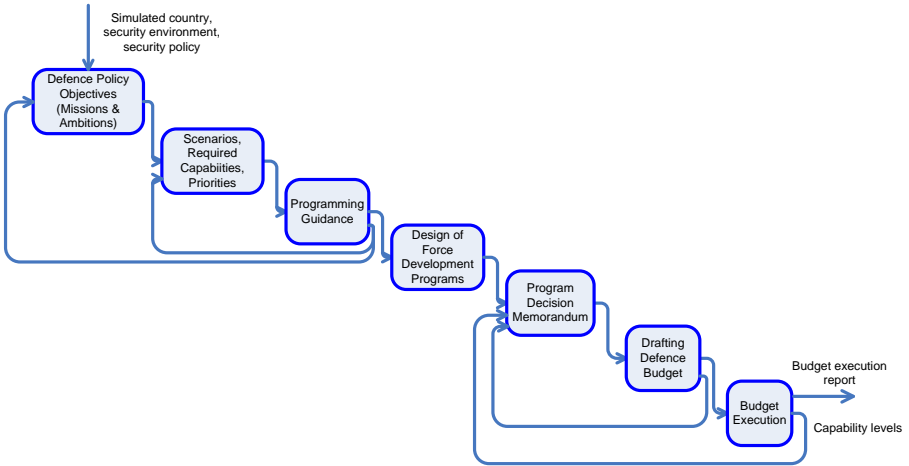 Simulated country,
security environment,
security policy
Defence Policy
Objectives
(Missions &
Ambitions)
Scenarios,
Required
Capabiities,
Priorities
Programming
Guidance
Design of
Force
Development
Programs
Program
Decision
Memorandum
Drafting
Defence
Budget
Budget execution
report
Budget
Execution
Capability levels